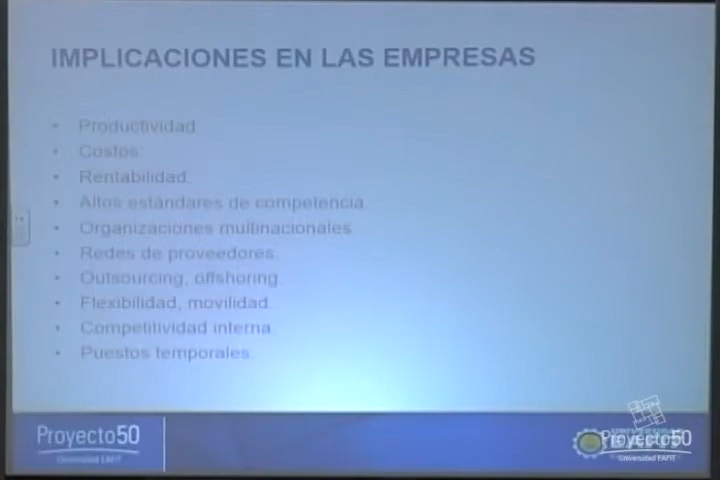 IMPLICACIONES EN LAS EMPRESAS
• Productividad.
• Costos.
• Rentabilidad.
• Altos estándares de competencia.
• Organizaciones multinacionales.
• Redes de proveedores.
• Outsourcing, offshoring.
• Flexibilidad, movilidad.
• Competitividad interna.
• Puestos temporales.
Proyecto50
Universidad EAFIT
Proyecto50
Universidad EAFIT